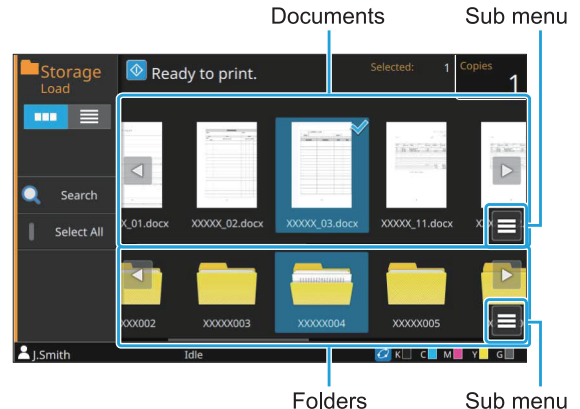 Documents Sub menu
Storage
Load
Ready to print.
Selected: 1
Copies
1
Search
Select All
X_01.docx XXXXX_02.docx XXXXX_03.docx XXXXX_11.docx
XXX002 XXXXX003 XXXXX004 XXXXX005
J.Smith Idle K C M Y G
Folders Sub menu